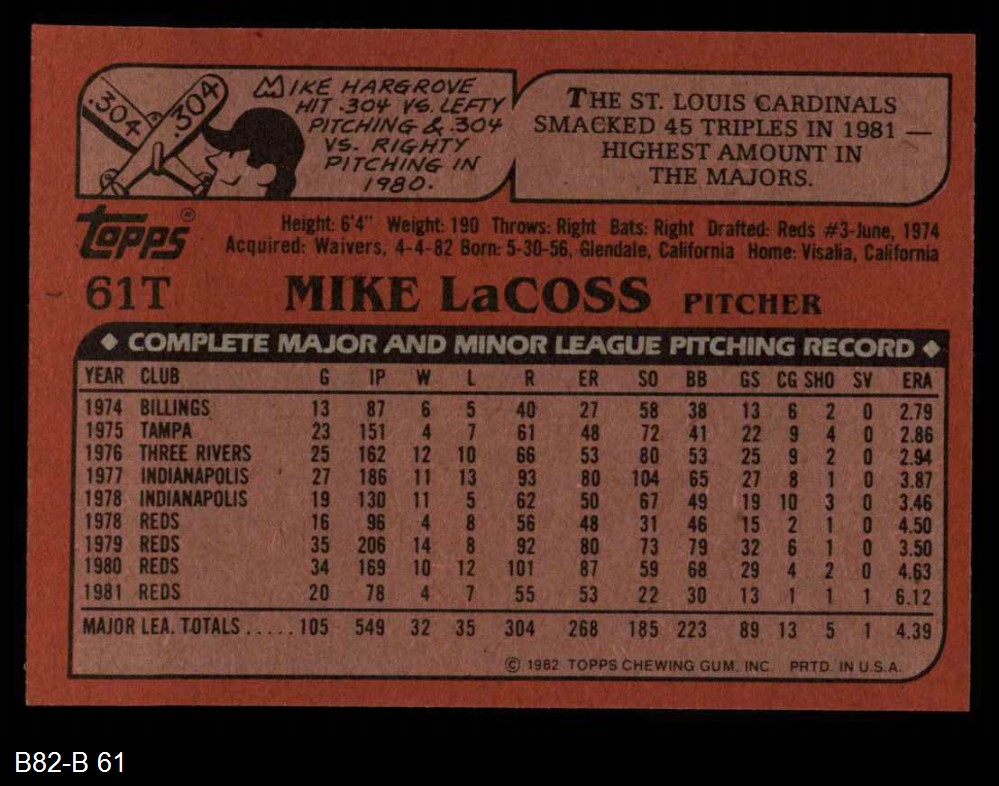 .304
.304
MIKE HARGROVE
HIT .304 VS. LEFTY
PITCHING & .304
VS. RIGHTY
PITCHING IN
1980.
THE ST. LOUIS CARDINALS
SMACKED 45 TRIPLES IN 1981 —
HIGHEST AMOUNT IN
THE MAJORS.
Topps®
Height: 6'4" Weight: 190 Throws: Right Bats: Right Drafted: Reds #3-June, 1974
Acquired: Waivers, 4-4-82 Born: 5-30-56, Glendale, California Home: Visalia, California
61T MIKE LaCOSS PITCHER
◆ COMPLETE MAJOR AND MINOR LEAGUE PITCHING RECORD ◆
YEAR CLUB G IP W L R ER SO BB GS CG SHO SV ERA
1974 BILLINGS 13 87 6 5 40 27 58 38 13 6 2 0 2.79
1975 TAMPA 23 151 4 7 61 48 72 41 22 9 4 0 2.86
1976 THREE RIVERS 25 162 12 10 66 53 80 53 25 9 2 0 2.94
1977 INDIANAPOLIS 27 186 11 13 93 80 104 65 27 8 1 0 3.87
1978 INDIANAPOLIS 19 130 11 5 62 50 67 49 19 10 3 0 3.46
1978 REDS 16 96 4 8 56 48 31 46 15 2 1 0 4.50
1979 REDS 35 206 14 8 92 80 73 79 32 6 1 0 3.50
1980 REDS 34 169 10 12 101 87 59 68 29 4 2 0 4.63
1981 REDS 20 78 4 7 55 53 22 30 13 1 1 1 6.12
MAJOR LEA. TOTALS ..... 105 549 32 35 304 268 185 223 89 13 5 1 4.39
© 1982 TOPPS CHEWING GUM, INC. PRTD. IN U.S.A.
B82-B 61